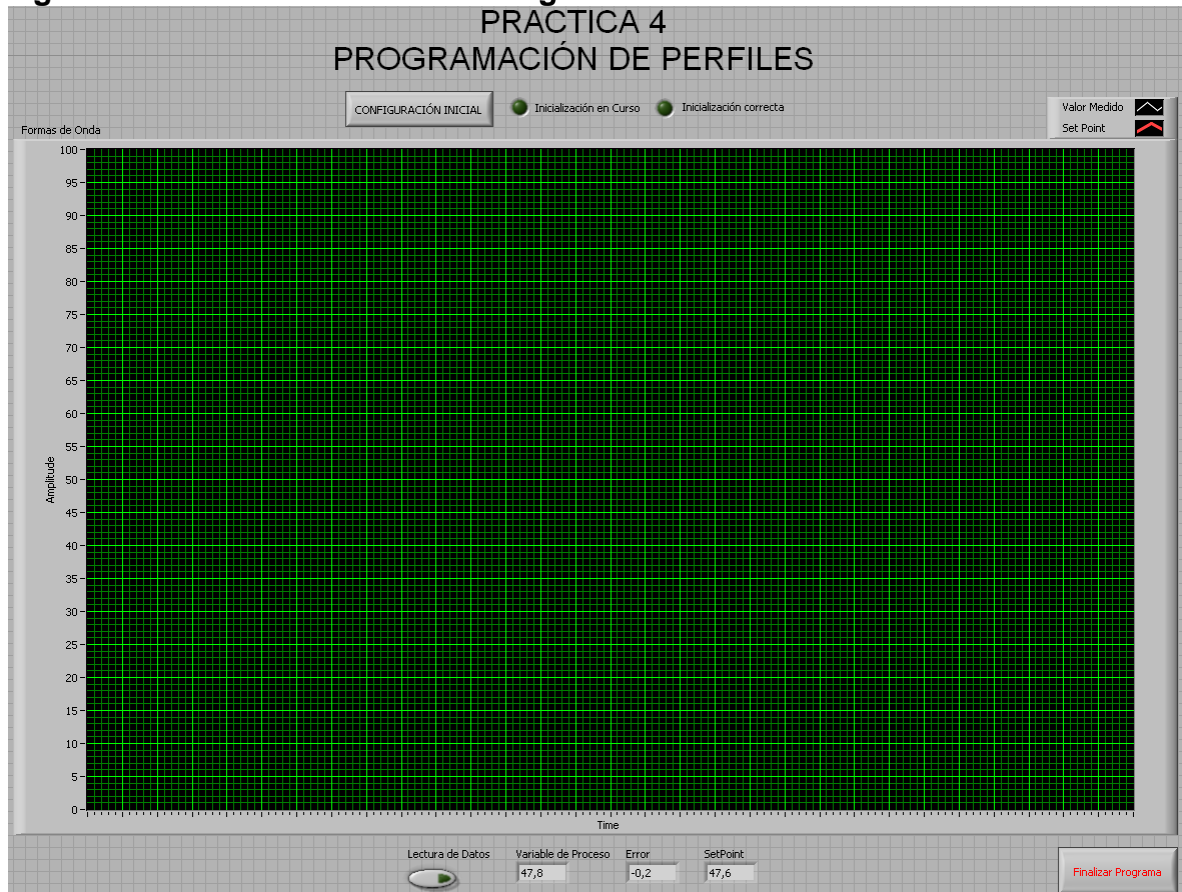 PRACTICA 4
PROGRAMACIÓN DE PERFILES
CONFIGURACIÓN INICIAL
Inicialización en Curso
Inicialización correcta
Valor Medido
Set Point
Formas de Onda
100
95
90
85
80
75
70
65
60
55
50
45
40
35
30
25
20
15
10
5
0
Amplitude
Time
Lectura de Datos
Variable de Proceso
Error
SetPoint
47,8
-0,2
47,6
Finalizar Programa